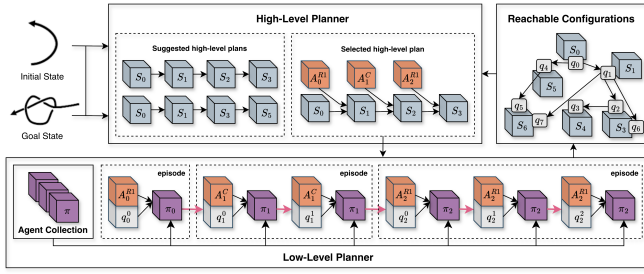 High-Level Planner
Reachable Configurations
Initial State
Goal State
Suggested high-level plans
S₀ S₁ S₂ S₃
S₀ S₁ S₃ S₅
Selected high-level plan
A₀ᴿ¹ A₁ᶜ A₂ᴿ¹
S₀ S₁ S₂ S₃
S₀ S₁ q₀ q₄ q₁
S₅ q₅ q₃ q₂
S₆ q₇ S₄ S₃ q₆
Agent Collection
π
episode
A₀ᴿ¹ q₀⁰ π₀
episode
A₁ᶜ q₁⁰ π₁ A₁ᶜ q₁¹ π₁
episode
A₂ᴿ¹ q₂⁰ π₂ A₂ᴿ¹ q₂¹ π₂ A₂ᴿ¹ q₂² π₂
Low-Level Planner